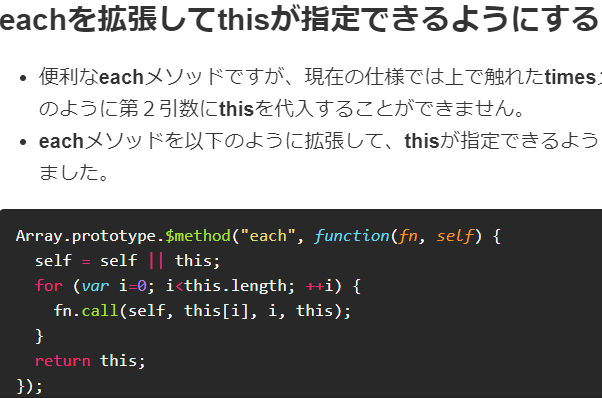 eachを拡張してthisが指定できるようにする
便利なeachメソッドですが、現在の仕様では上で触れたtimes
のように第２引数にthisを代入することができません。
eachメソッドを以下のように拡張して、thisが指定できるよう
ました。
Array.prototype.$method("each", function(fn, self) {
  self = self || this;
  for (var i=0; i<this.length; ++i) {
    fn.call(self, this[i], i, this);
  }
  return this;
});